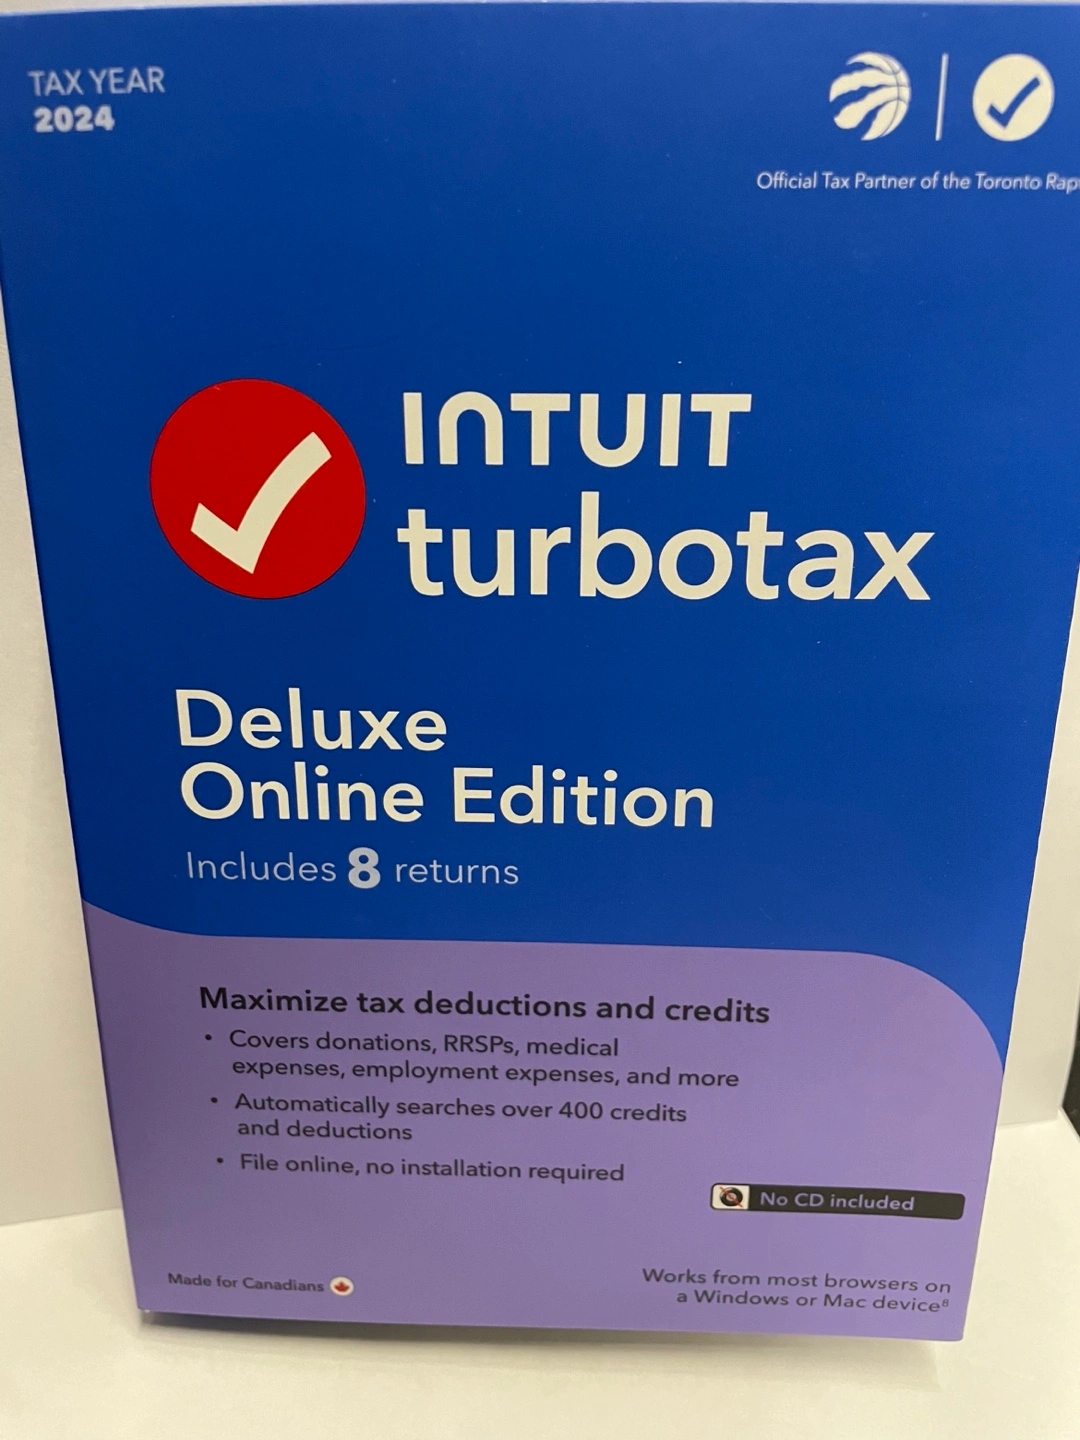 TAX YEAR
2024
Official Tax Partner of the Toronto
INTUIT
turbotax
Deluxe
Online Edition
Includes 8 returns
Maximize tax deductions and credits
• Covers donations, RRSPs, medical
expenses, employment expenses, and more
• Automatically searches over 400 credits
and deductions
• File online, no installation required
No CD included
Made for Canadians
Works from most browsers on
a Windows or Mac device⁸